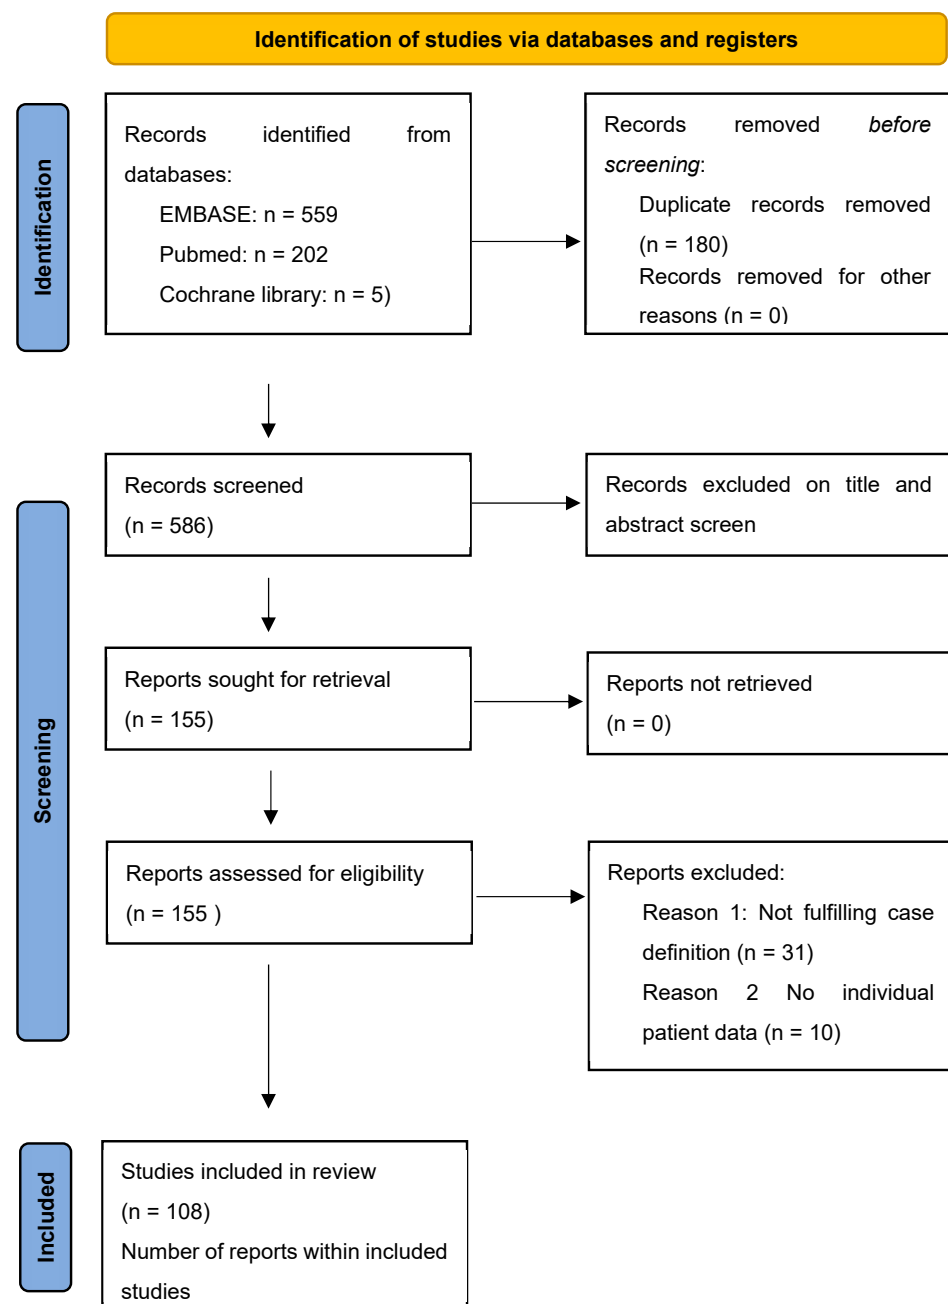 Identification of studies via databases and registers
Identification
Records identified from
databases:
EMBASE: n = 559
Pubmed: n = 202
Cochrane library: n = 5)
Records removed before
screening:
Duplicate records removed
(n = 180)
Records removed for other
reasons (n = 0)
Screening
Records screened
(n = 586)
Records excluded on title and
abstract screen
Reports sought for retrieval
(n = 155)
Reports not retrieved
(n = 0)
Reports assessed for eligibility
(n = 155 )
Reports excluded:
Reason 1: Not fulfilling case
definition (n = 31)
Reason 2 No individual
patient data (n = 10)
Included
Studies included in review
(n = 108)
Number of reports within included
studies